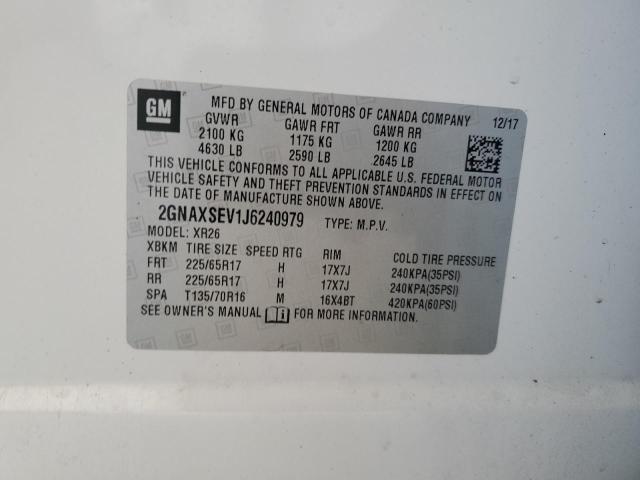 GM
MFD BY GENERAL MOTORS OF CANADA COMPANY 12/17
GVWR GAWR FRT GAWR RR
2100 KG 1175 KG 1200 KG
4630 LB 2590 LB 2645 LB
THIS VEHICLE CONFORMS TO ALL APPLICABLE U.S. FEDERAL MOTOR
VEHICLE SAFETY AND THEFT PREVENTION STANDARDS IN EFFECT ON
THE DATE OF MANUFACTURE SHOWN ABOVE.
2GNAXSEV1J6240979 TYPE: M.P.V.
MODEL: XR26
XBKM TIRE SIZE SPEED RTG RIM COLD TIRE PRESSURE
FRT 225/65R17 H 17X7J 240KPA(35PSI)
RR 225/65R17 H 17X7J 240KPA(35PSI)
SPA T135/70R16 M 16X4BT 420KPA(60PSI)
SEE OWNER'S MANUAL FOR MORE INFORMATION.